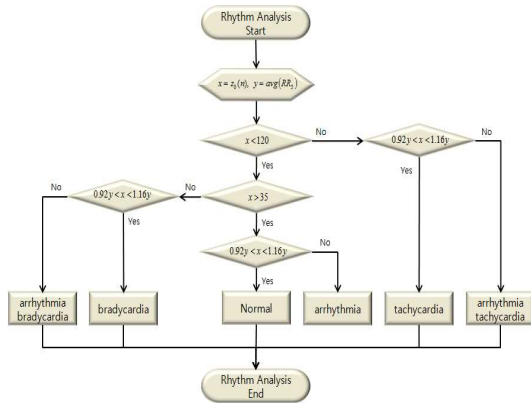 Rhythm Analysis
Start
x = z₆(n), y = avg(RR₅)
x<120
No
0.92y < x <1.16y
Yes
Yes
No
0.92y < x <1.16y
No
x>35
Yes
Yes
0.92y < x <1.16y
No
Yes
arrhythmia
bradycardia
bradycardia
Normal
arrhythmia
tachycardia
arrhythmia
tachycardia
Rhythm Analysis
End